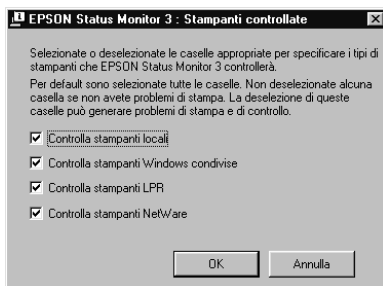 EPSON Status Monitor 3 : Stampanti controllate
Selezionate o deselezionate le caselle appropriate per specificare i tipi di
stampanti che EPSON Status Monitor 3 controllerà.
Per default sono selezionate tutte le caselle. Non deselezionate alcuna
casella se non avete problemi di stampa. La deselezione di queste
caselle può generare problemi di stampa e di controllo.
Controlla stampanti locali
Controlla stampanti Windows condivise
Controlla stampanti LPR
Controlla stampanti NetWare
OK Annulla